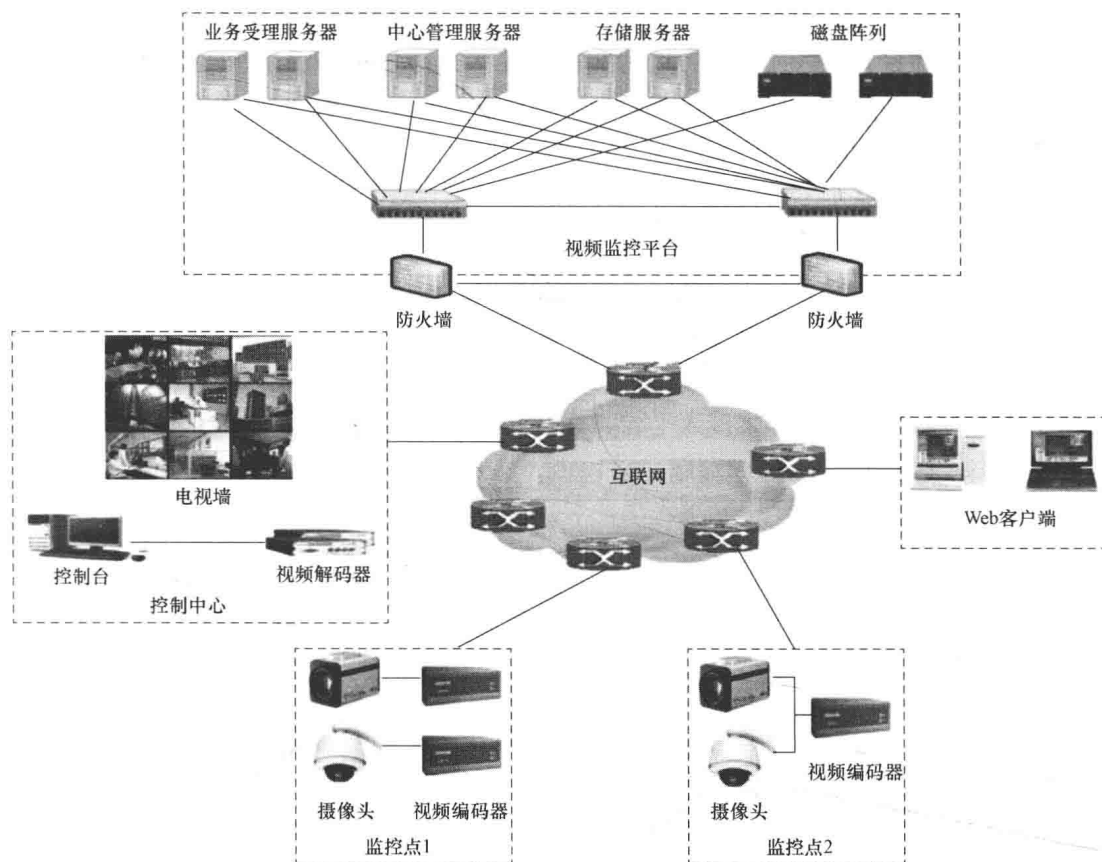 业务受理服务器
中心管理服务器
存储服务器
磁盘阵列
视频监控平台
防火墙
防火墙
电视墙
互联网
Web客户端
控制台
视频解码器
控制中心
摄像头
视频编码器
监控点1
视频编码器
摄像头
监控点2